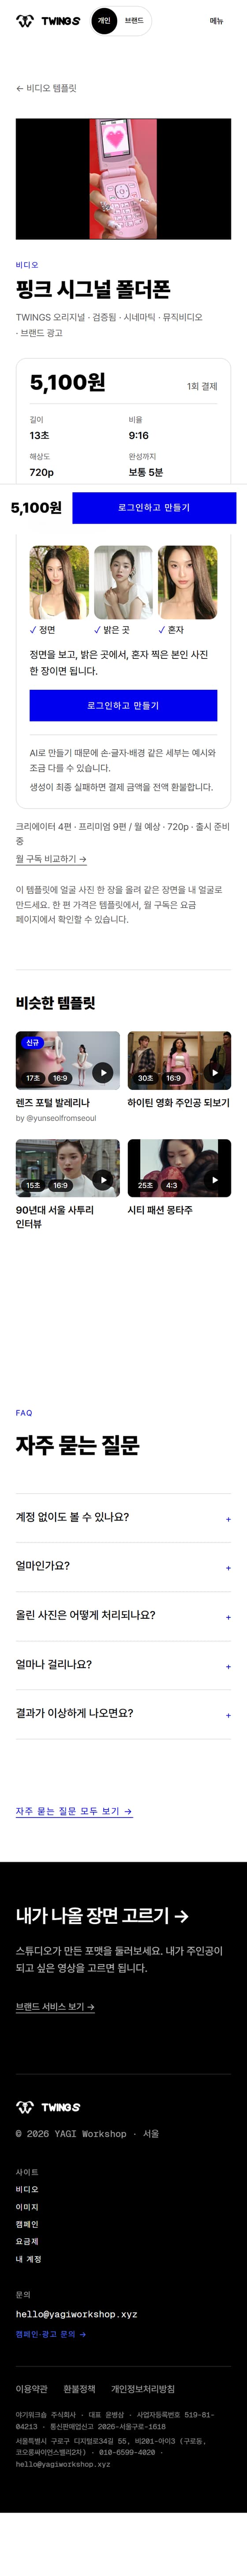 TWINGS
개인
브랜드
메뉴
← 비디오 템플릿
비디오
핑크 시그널 폴더폰
TWINGS 오리지널 · 검증됨 · 시네마틱 · 뮤직비디오
· 브랜드 광고
5,100원
1회 결제
길이
비율
13초
9:16
해상도
완성까지
720p
보통 5분
5,100원
로그인하고 만들기
✓ 정면
✓ 밝은 곳
✓ 혼자
정면을 보고, 밝은 곳에서, 혼자 찍은 본인 사진
한 장이면 됩니다.
로그인하고 만들기
AI로 만들기 때문에 손·글자·배경 같은 세부는 예시와
조금 다를 수 있습니다.
생성이 최종 실패하면 결제 금액을 전액 환불합니다.
크리에이터 4편 · 프리미엄 9편 / 월 예상 · 720p · 출시 준비
중
월 구독 비교하기 →
이 템플릿에 얼굴 사진 한 장을 올려 같은 장면을 내 얼굴로
만드세요. 한 편 가격은 템플릿에서, 월 구독은 요금
페이지에서 확인할 수 있습니다.
비슷한 템플릿
신규
17초
16:9
30초
16:9
렌즈 포털 발레리나
하이틴 영화 주인공 되보기
by @yunseolfromseoul
15초
16:9
25초
4:3
90년대 서울 사투리
인터뷰
시티 패션 몽타주
FAQ
자주 묻는 질문
계정 없이도 볼 수 있나요?
+
얼마인가요?
+
올린 사진은 어떻게 처리되나요?
+
얼마나 걸리나요?
+
결과가 이상하게 나오면요?
+
자주 묻는 질문 모두 보기 →
내가 나올 장면 고르기 →
스튜디오가 만든 포맷을 둘러보세요. 내가 주인공이
되고 싶은 영상을 고르면 됩니다.
브랜드 서비스 보기 →
TWINGS
© 2026 YAGI Workshop · 서울
사이트
비디오
이미지
캠페인
요금제
내 계정
문의
hello@yagiworkshop.xyz
캠페인·광고 문의 →
이용약관
환불정책
개인정보처리방침
야기워크숍 주식회사 · 대표 윤병삼 · 사업자등록번호 519-81-
04213 · 통신판매업신고 2026-서울구로-1618
서울특별시 구로구 디지털로34길 55, 비201-아이3 (구로동,
코오롱싸이언스밸리2차) · 010-6599-4020 ·
hello@yagiworkshop.xyz